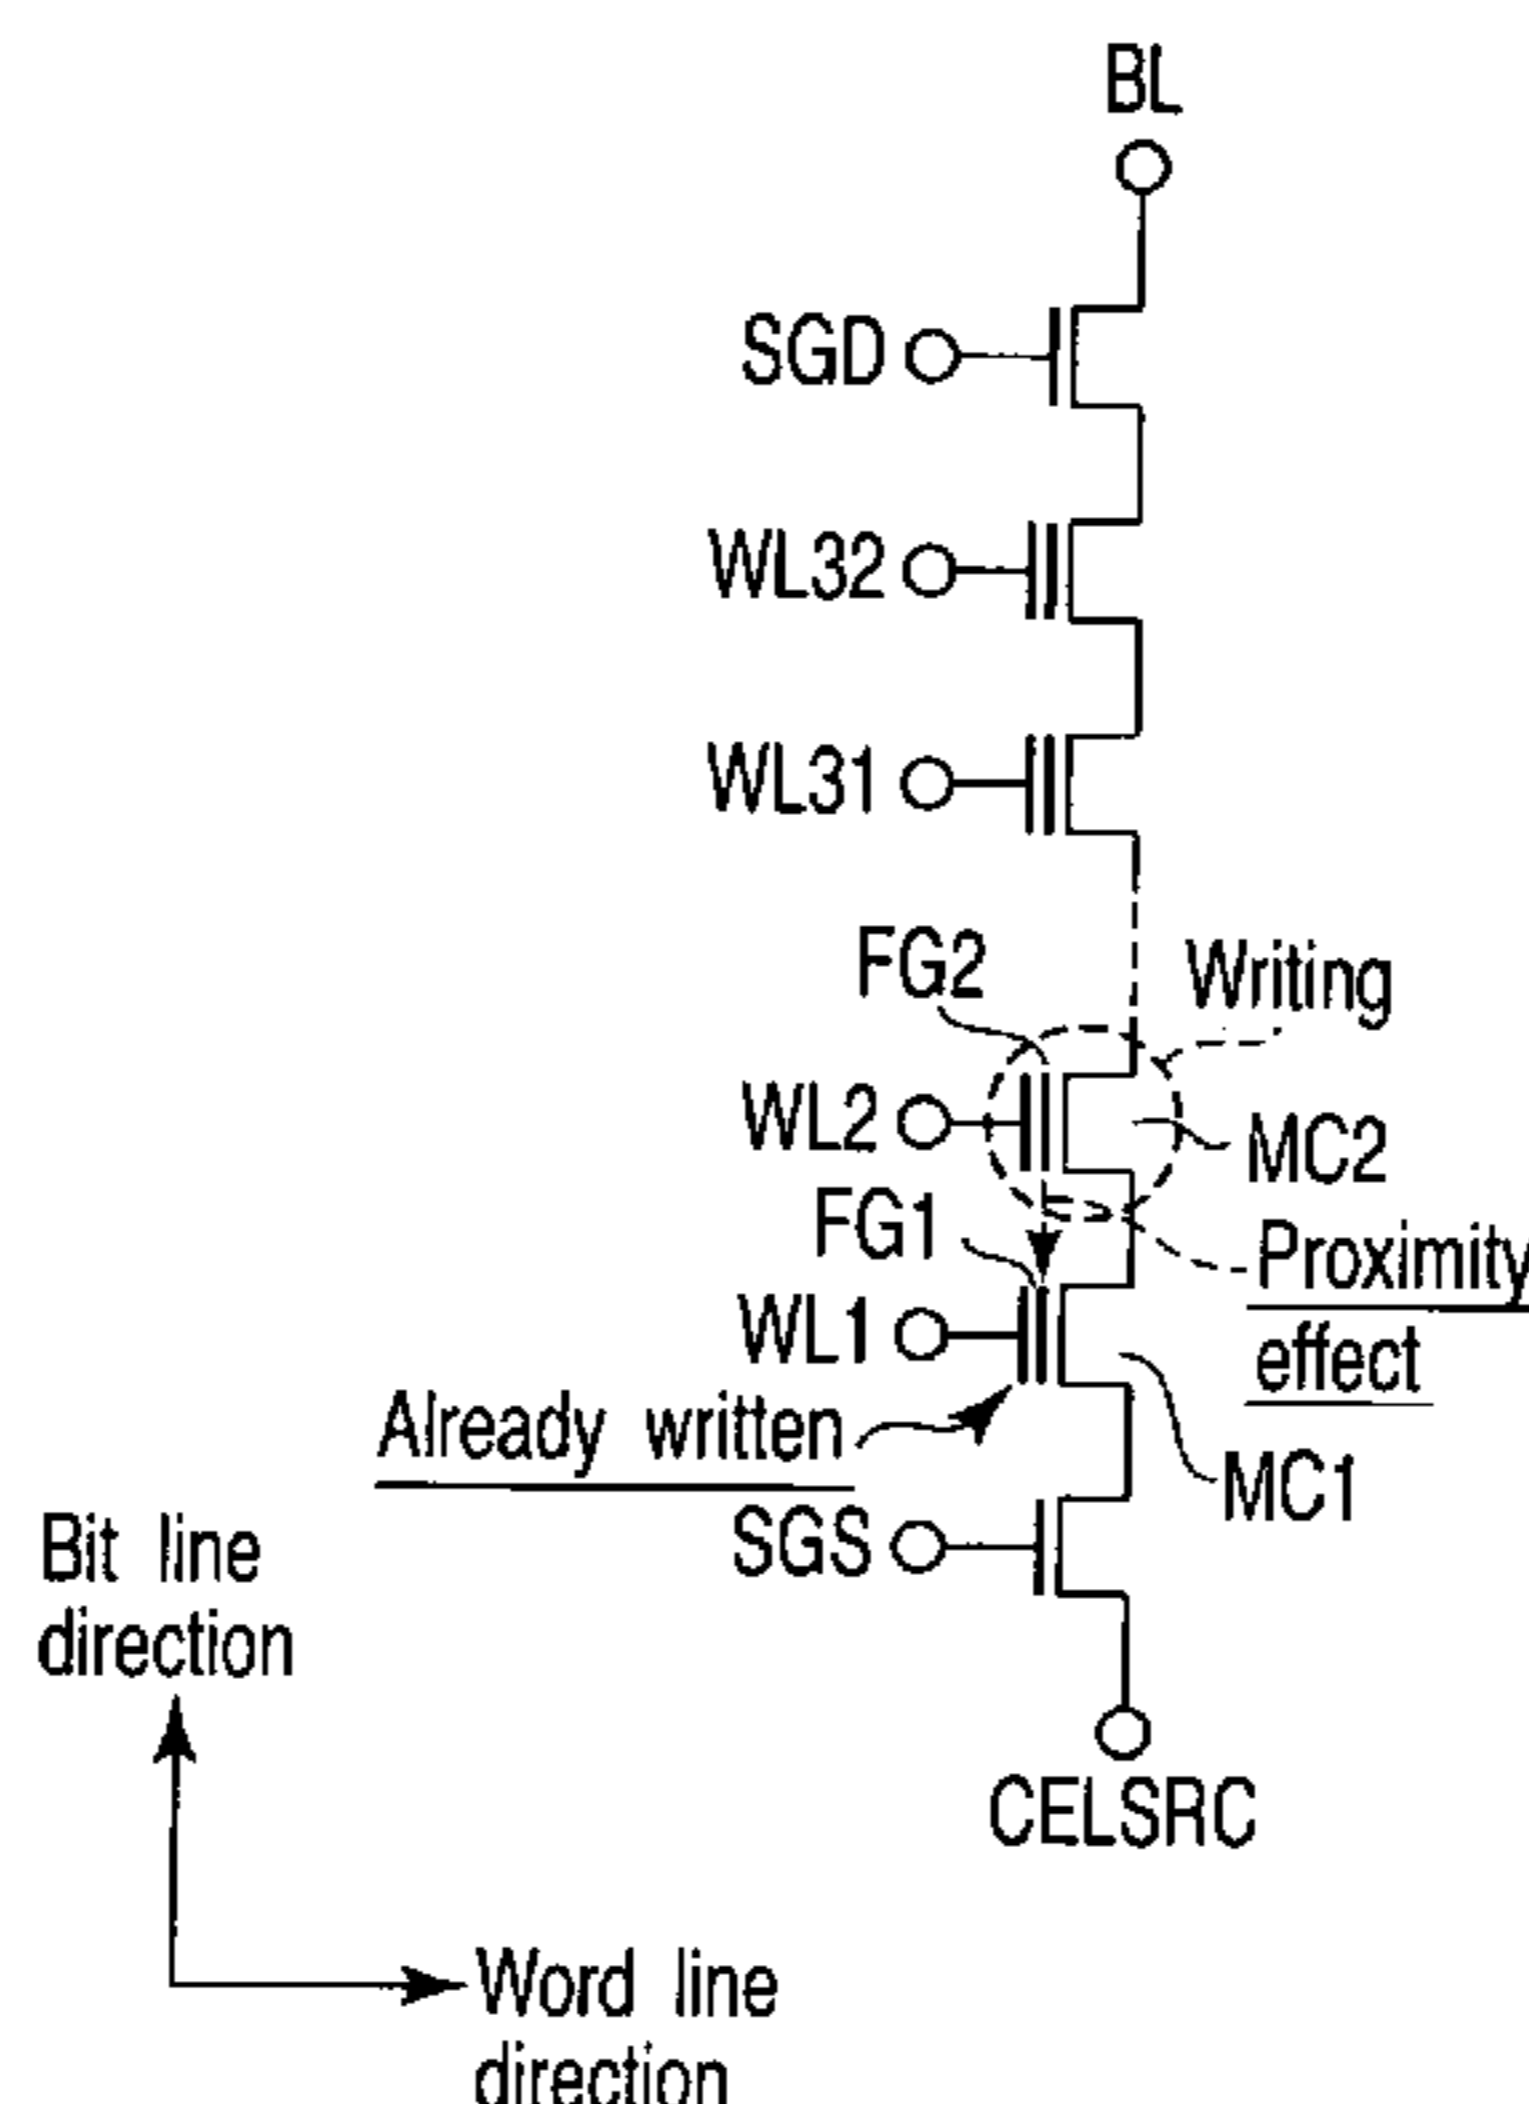 BL
SGD
WL32
WL31
FG2
Writing
WL2
MC2
FG1
Proximity
effect
WL1
Already written
MC1
SGS
Bit line
direction
CELSRC
Word line
direction